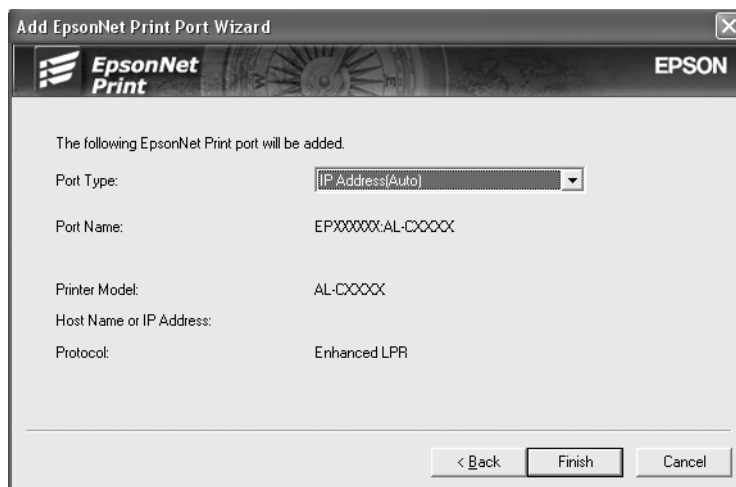 Add EpsonNet Print Port Wizard
EpsonNet
Print
EPSON
The following EpsonNet Print port will be added.
Port Type: IP Address(Auto)
Port Name: EPXXXXXX:AL-CXXXX
Printer Model: AL-CXXXX
Host Name or IP Address:
Protocol: Enhanced LPR
< Back Finish Cancel